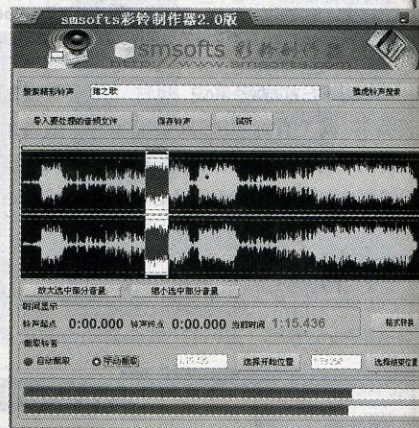 smsofts彩铃制作器2.0版
smsofts 彩铃制作
搜索精彩铃声 猪之歌 雅虎铃声搜索
导入要处理的音频文件 保存铃声 试听
放大选中部分音量 缩小选中部分音量
时间显示
铃声起点 0:00.000 铃声终点 0:00.000 当前时间 1:15.436 格式转换
截取铃音
自动截取 手动截取 选择开始位置 选择结束位置